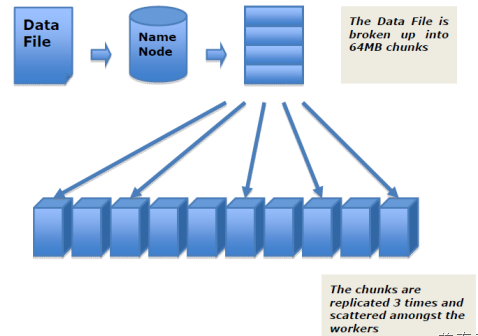 Data
File
Name
Node
The Data File is
broken up into
64MB chunks
The chunks are
replicated 3 times and
scattered amongst the
workers